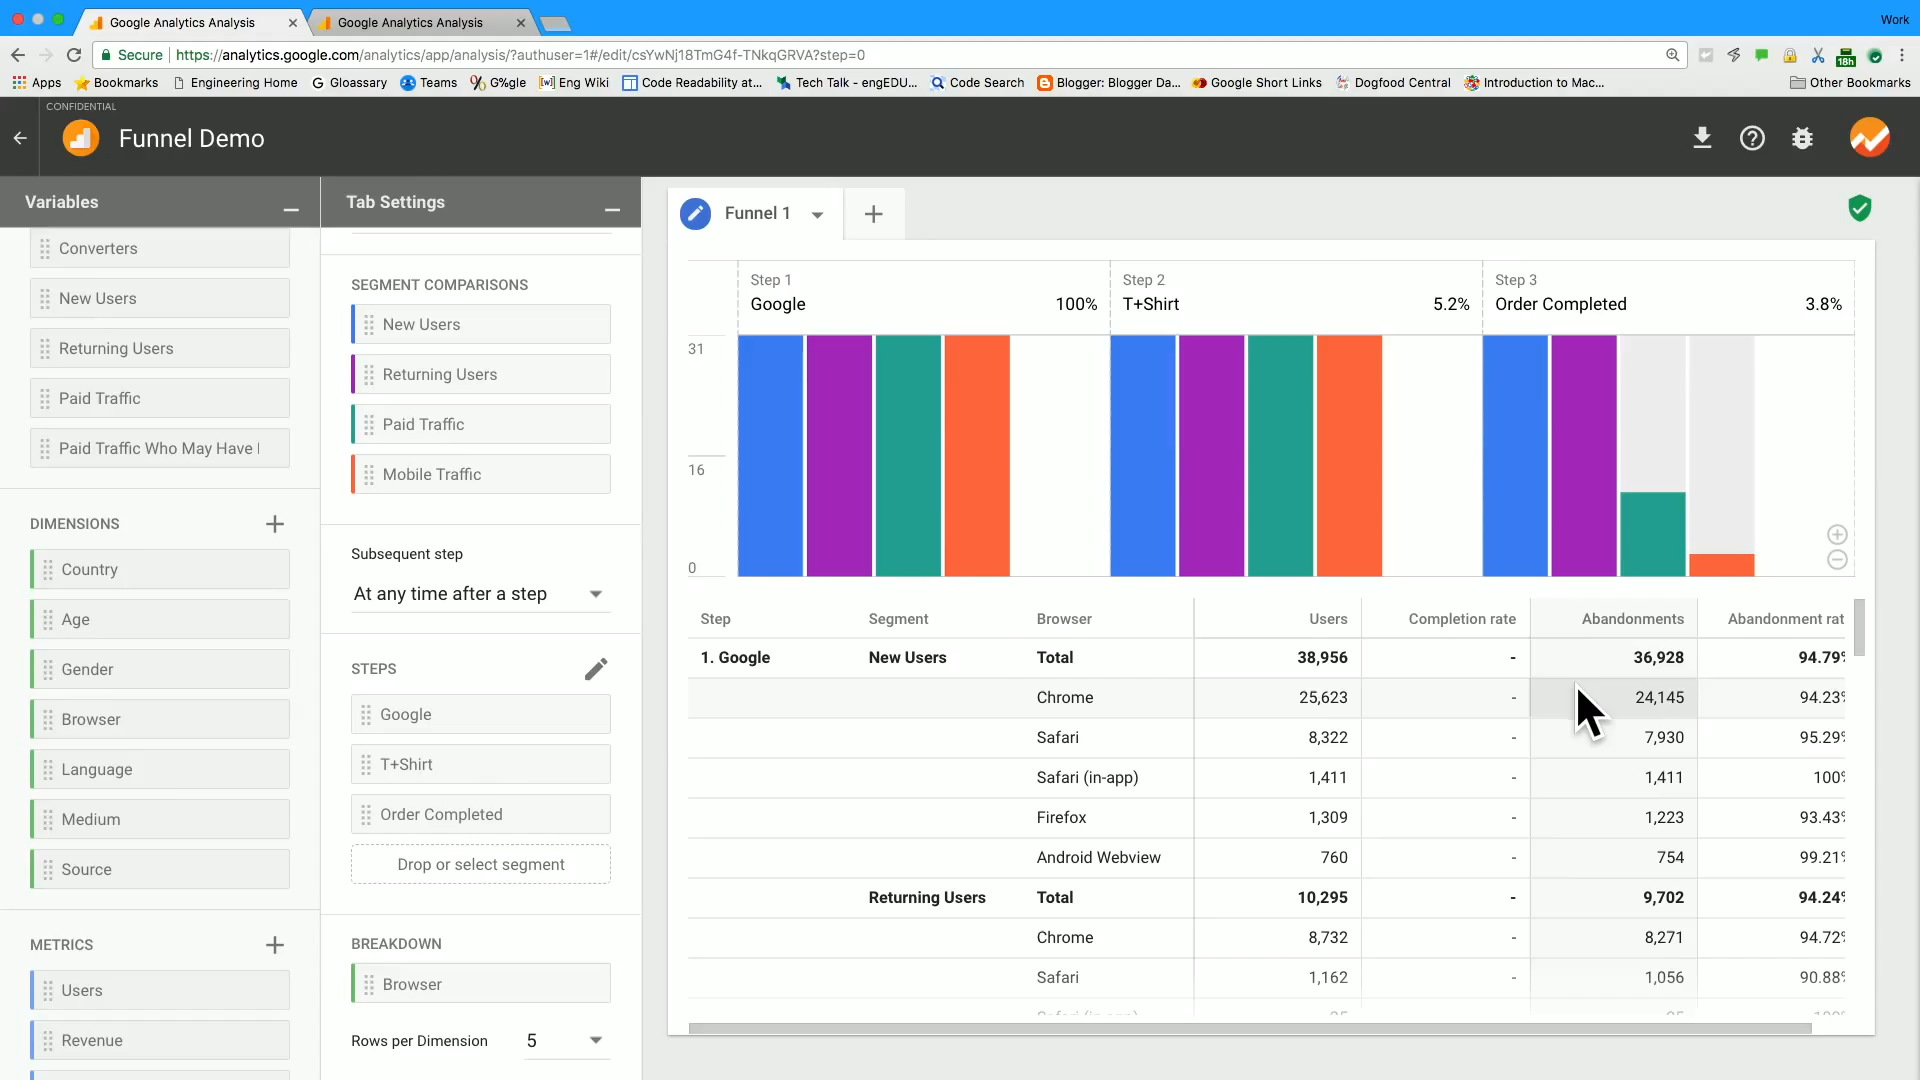 Google Analytics Analysis
Google Analytics Analysis
Work
Secure
https://analytics.google.com/analytics/app/analysis/?authuser=1#/edit/csYwNj18TmG4f-TNkqGRVA?step=0
18h
Apps
Bookmarks
Engineering Home
Gloassary
Teams
G%gle
Eng Wiki
Code Readability at...
Tech Talk - engEDU...
Code Search
Blogger: Blogger Da...
Google Short Links
Dogfood Central
Introduction to Mac...
Other Bookmarks
CONFIDENTIAL
Funnel Demo
Variables
Converters
New Users
Returning Users
Paid Traffic
Paid Traffic Who May Have
DIMENSIONS
Country
Age
Gender
Browser
Language
Medium
Source
METRICS
Users
Revenue
Tab Settings
SEGMENT COMPARISONS
New Users
Returning Users
Paid Traffic
Mobile Traffic
Subsequent step
At any time after a step
STEPS
Google
T+Shirt
Order Completed
Drop or select segment
BREAKDOWN
Browser
Rows per Dimension 5
Funnel 1
Step 1
Google 100%
Step 2
T+Shirt 5.2%
Step 3
Order Completed 3.8%
31
16
0
Step Segment Browser Users Completion rate Abandonments Abandonment rat
1. Google New Users Total 38,956 - 36,928 94.79%
Chrome 25,623 - 24,145 94.23%
Safari 8,322 - 7,930 95.29%
Safari (in-app) 1,411 - 1,411 100%
Firefox 1,309 - 1,223 93.43%
Android Webview 760 - 754 99.21%
Returning Users Total 10,295 - 9,702 94.24%
Chrome 8,732 - 8,271 94.72%
Safari 1,162 - 1,056 90.88%